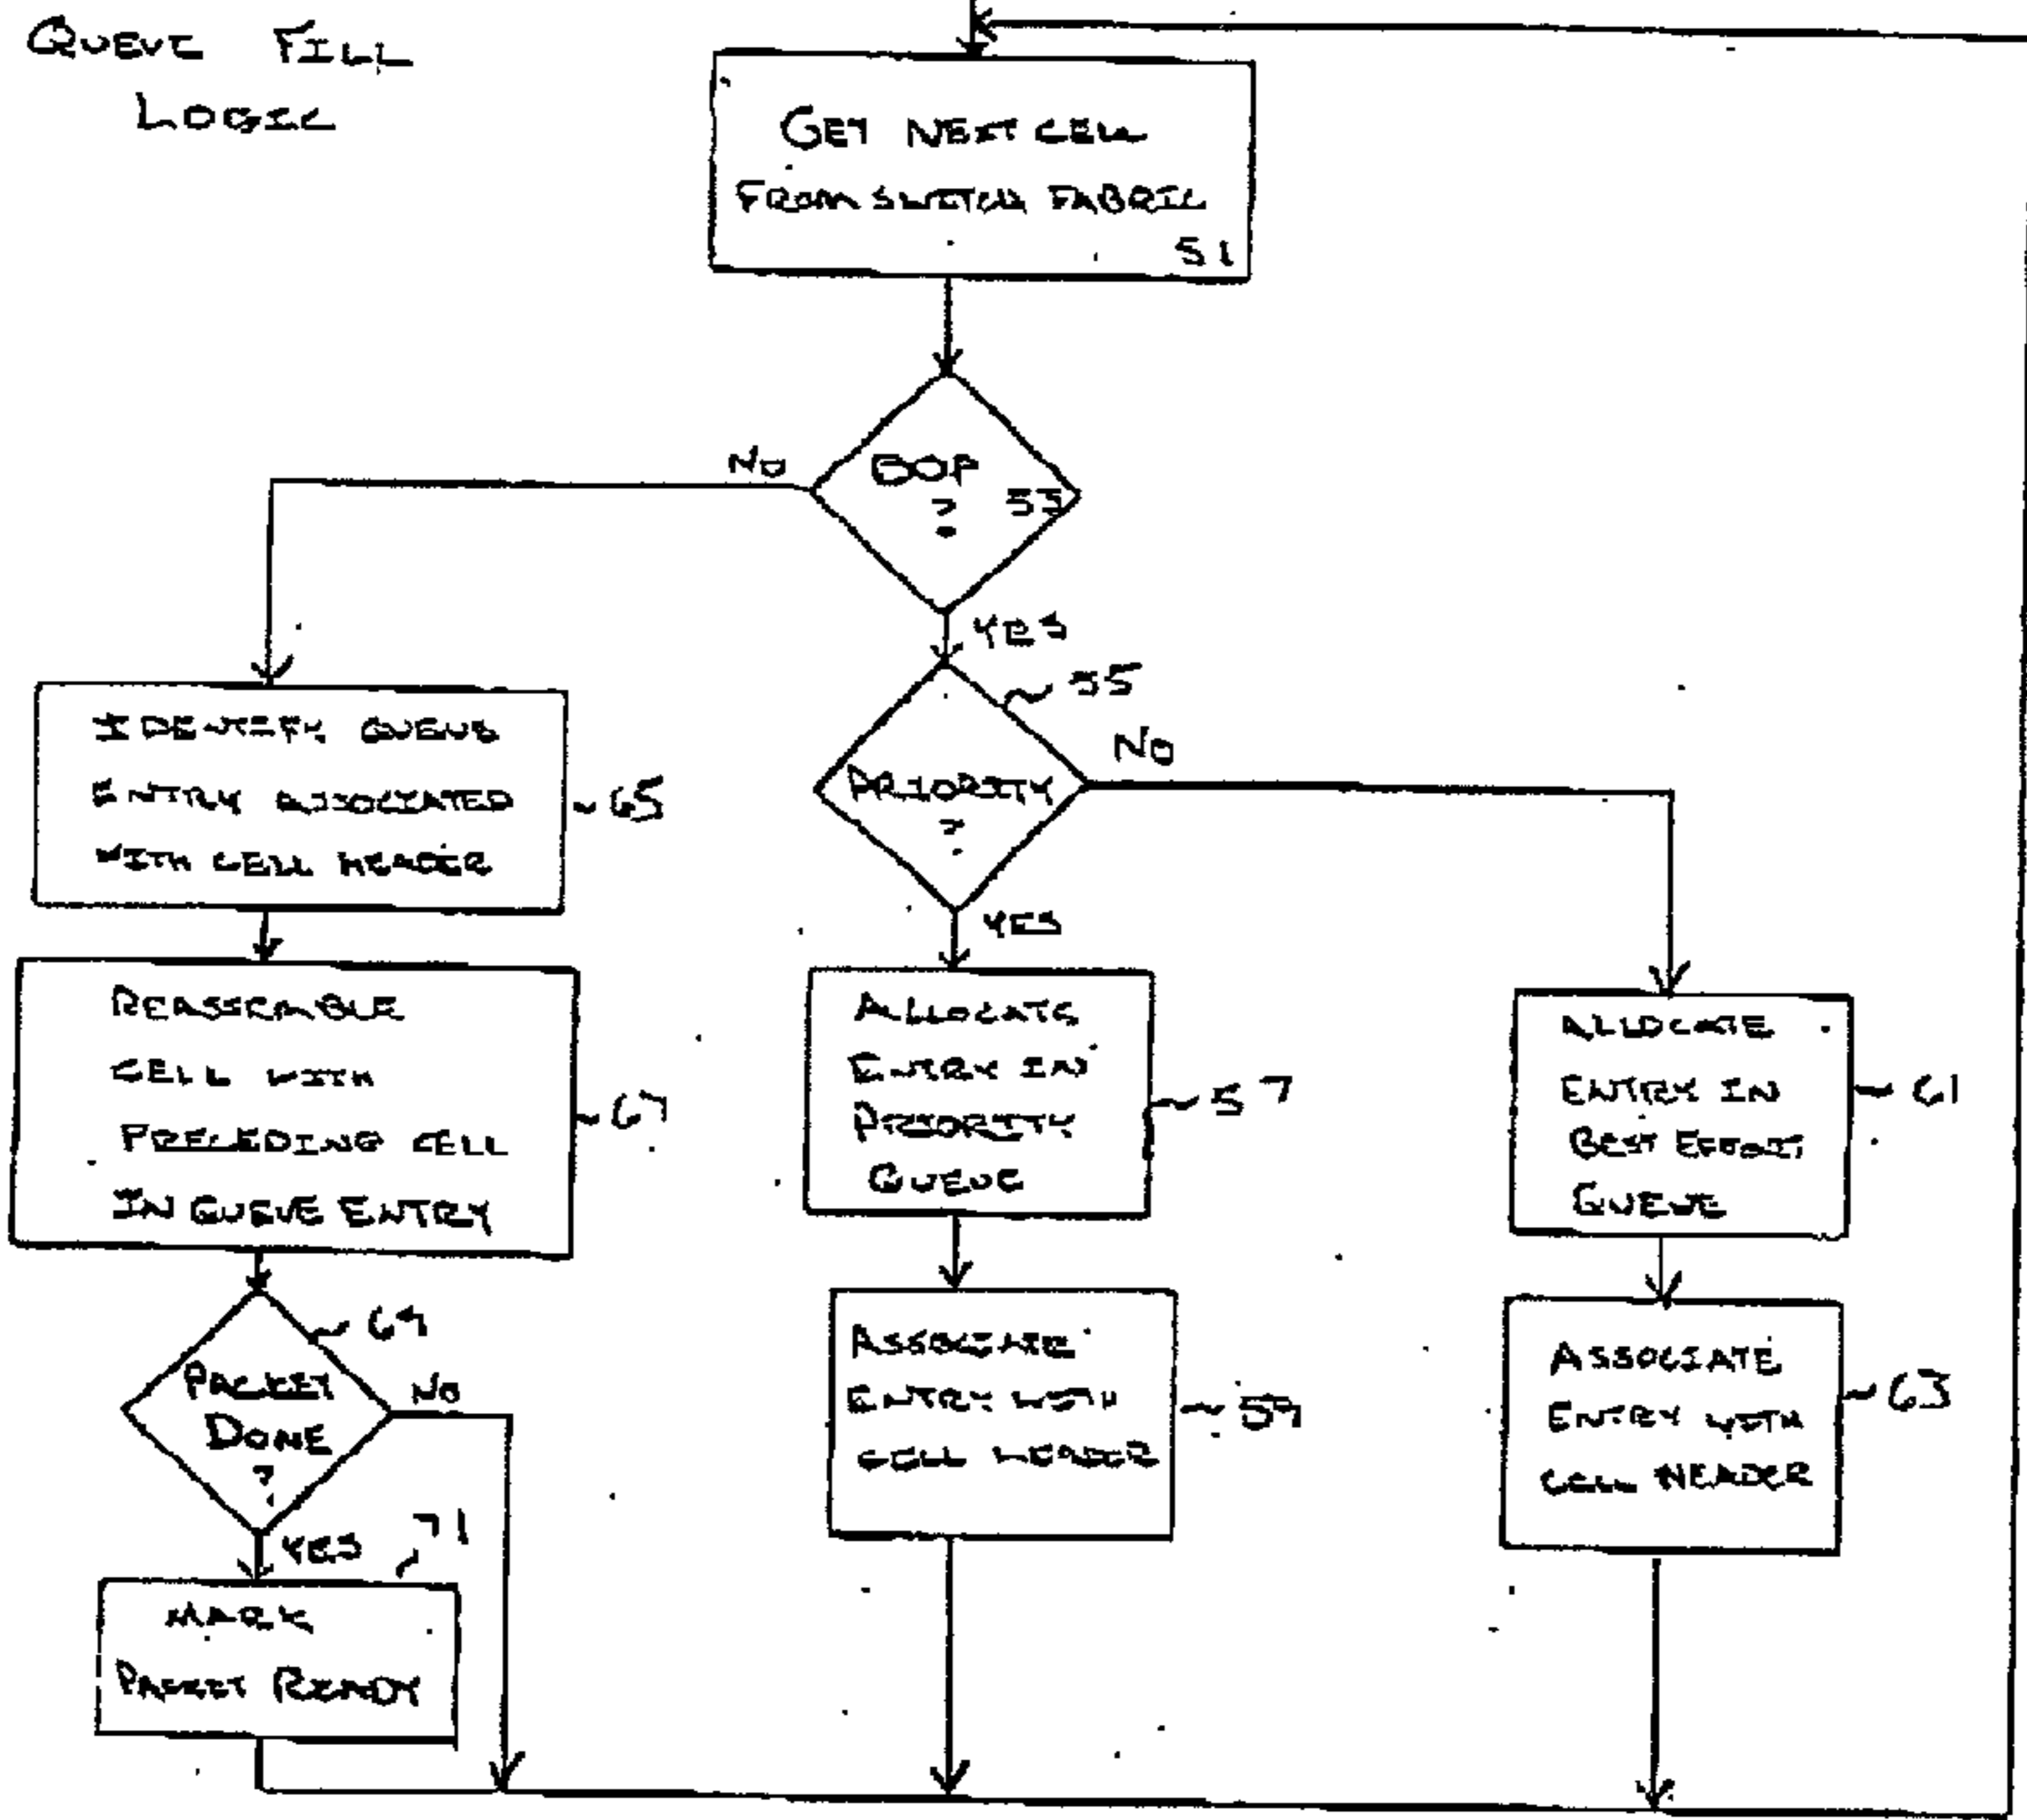 QUEUE FILL
LOGIC
GET NEXT CELL
FROM SWITCH FABRIC
51
NO
BOP
? 53
YES
55
PRIORITY
?
NO
YES
IDENTIFY QUEUE
ENTRY ASSOCIATED
WITH CELL HEADER
65
REASSEMBLE
CELL WITH
PRECEDING CELL
IN QUEUE ENTRY
67
ALLOCATE
ENTRY IN
PRIORITY
QUEUE
57
ALLOCATE
ENTRY IN
BEST EFFORT
QUEUE
61
69
PACKET
DONE
?
NO
YES
71
MARK
PACKET READY
ASSOCIATE
ENTRY WITH
CELL HEADER
59
ASSOCIATE
ENTRY WITH
CELL HEADER
63